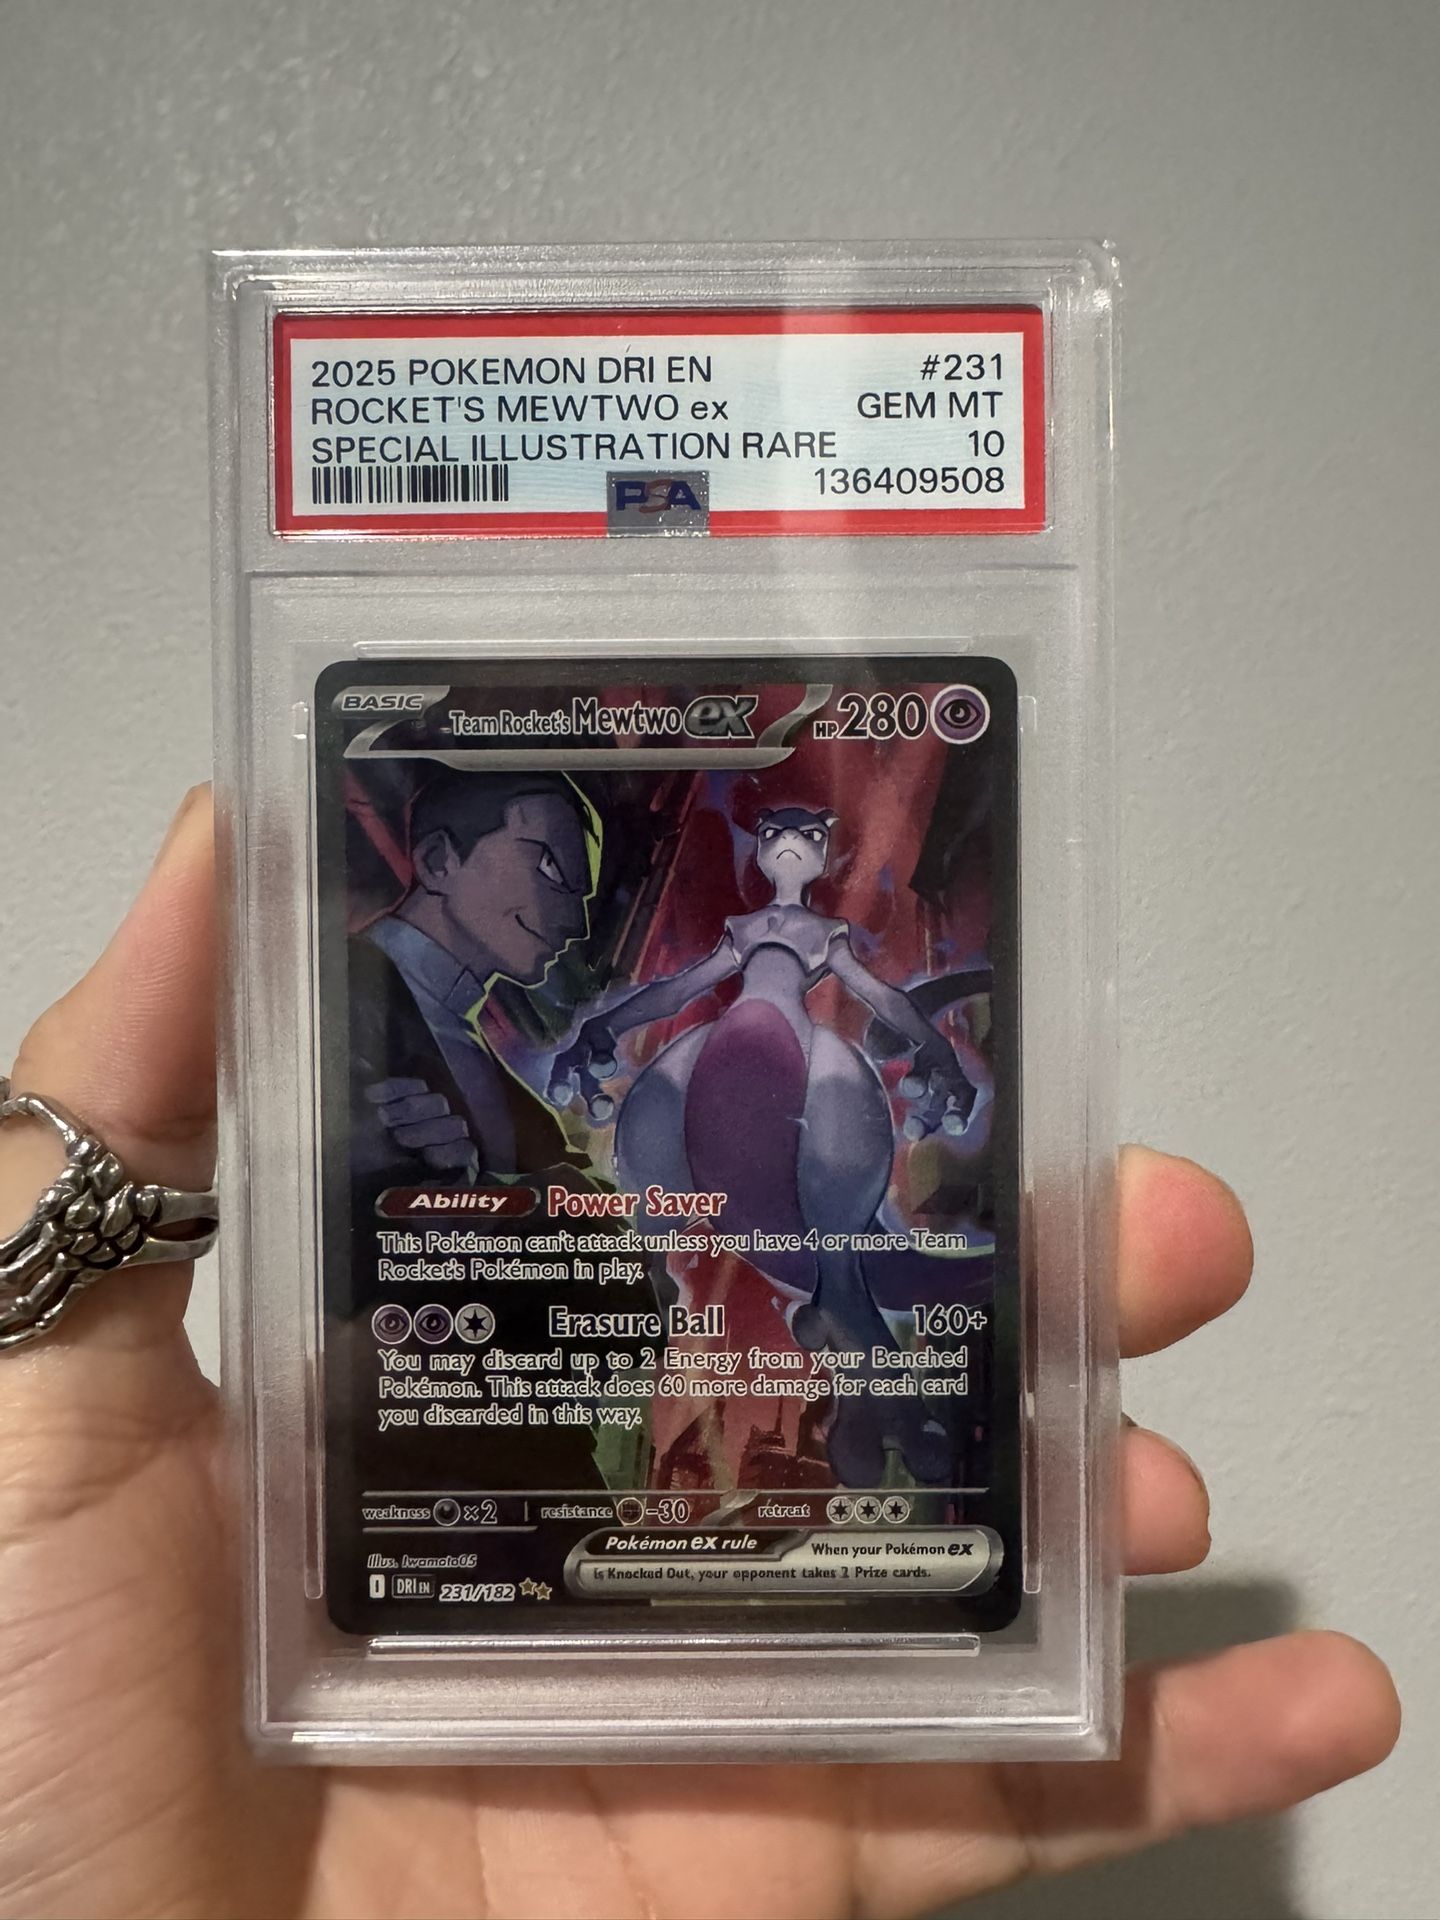 2025 POKEMON DRI EN #231
ROCKET'S MEWTWO ex GEM MT
SPECIAL ILLUSTRATION RARE 10
136409508
PSA
BASIC Team Rocket's Mewtwo ex HP 280
Ability Power Saver
This Pokémon can't attack unless you have 4 or more Team
Rocket's Pokémon in play.
Erasure Ball 160+
You may discard up to 2 Energy from your Benched
Pokémon. This attack does 60 more damage for each card
you discarded in this way.
weakness ×2 resistance -30 retreat
Pokémon ex rule When your Pokémon ex
is Knocked Out, your opponent takes 2 Prize cards.
Illus. Iwamoto05
I DRI EN 231/182